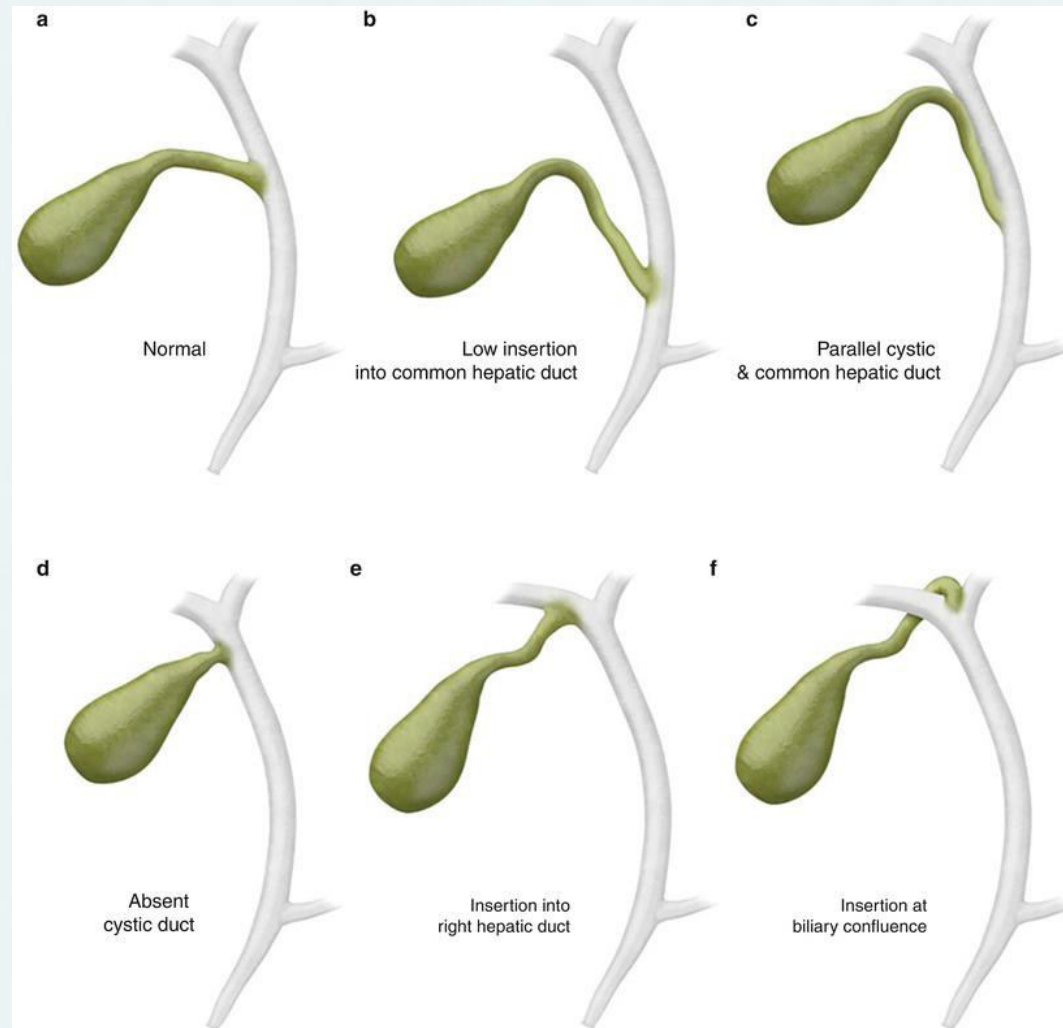 a
b
c
Normal
Low insertion
into common hepatic duct
Parallel cystic
& common hepatic duct
d
e
f
Absent
cystic duct
Insertion into
right hepatic duct
Insertion at
biliary confluence